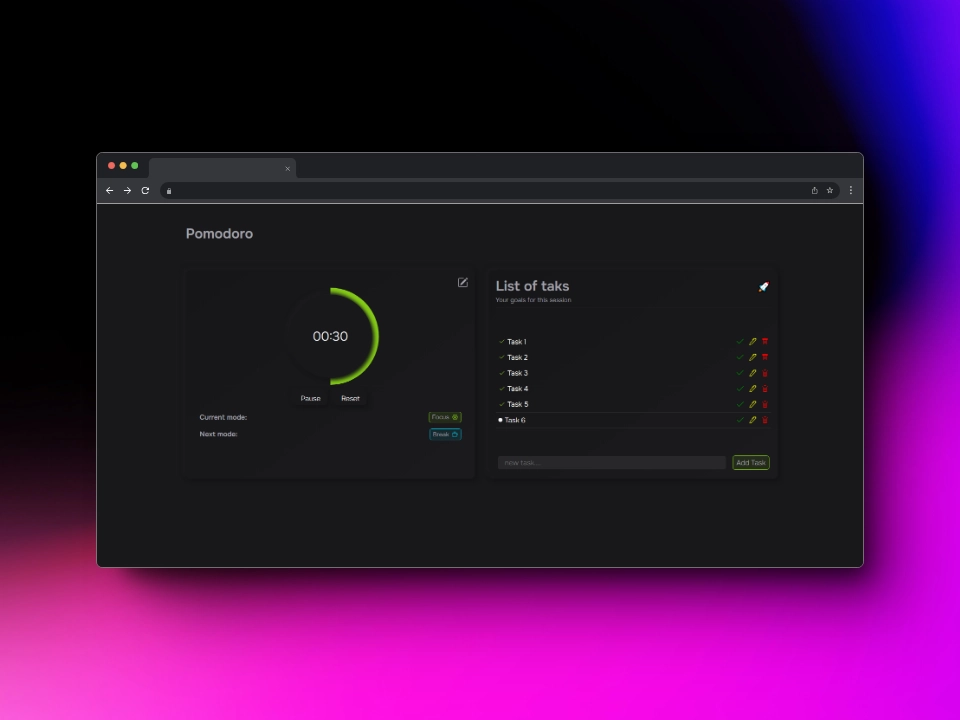 Pomodoro
00:30
Pause
Reset
Current mode:
Focus
Next mode:
Break
List of taks
Your goals for this session
Task 1
Task 2
Task 3
Task 4
Task 5
Task 6
new task...
Add Task